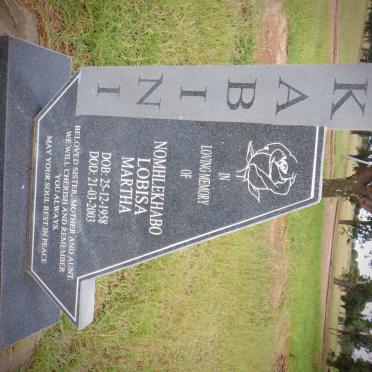 KABINI
IN
LOVING MEMORY
OF
NOMHLEKHABO
LOBISA
MARTHA
DOB: 25-12-1958
DOD: 21-03-2003
BELOVED SISTER, MOTHER AND AUNT.
WE WILL CHERISH AND REMEMBER
YOU ALWAYS.
MAY YOUR SOUL REST IN PEACE